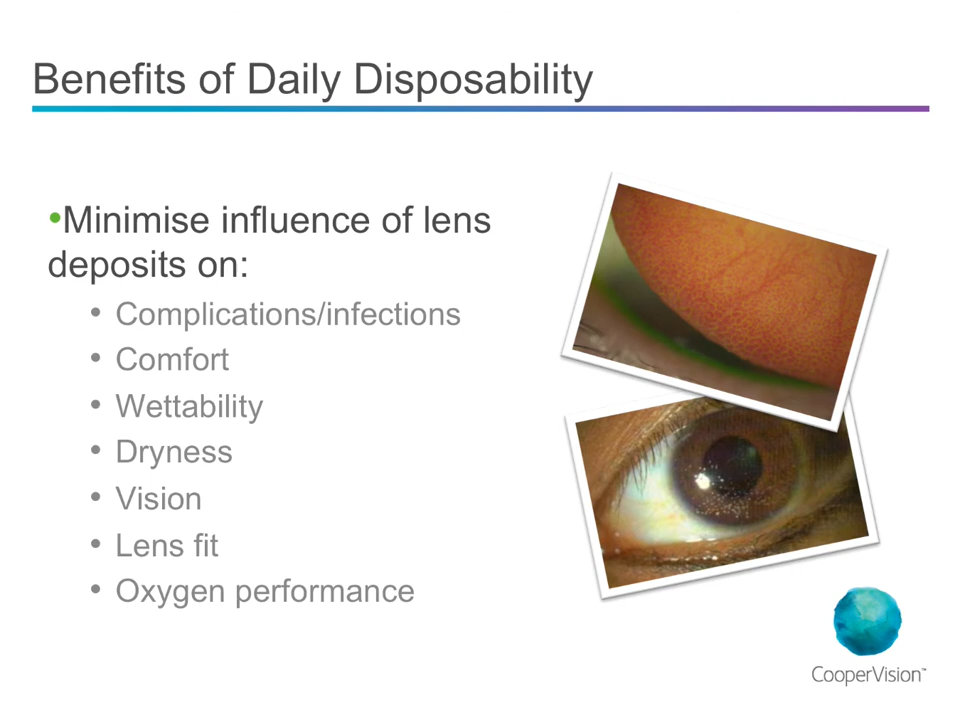 Benefits of Daily Disposability
•Minimise influence of lens
deposits on:
• Complications/infections
• Comfort
• Wettability
• Dryness
• Vision
• Lens fit
• Oxygen performance
CooperVision™